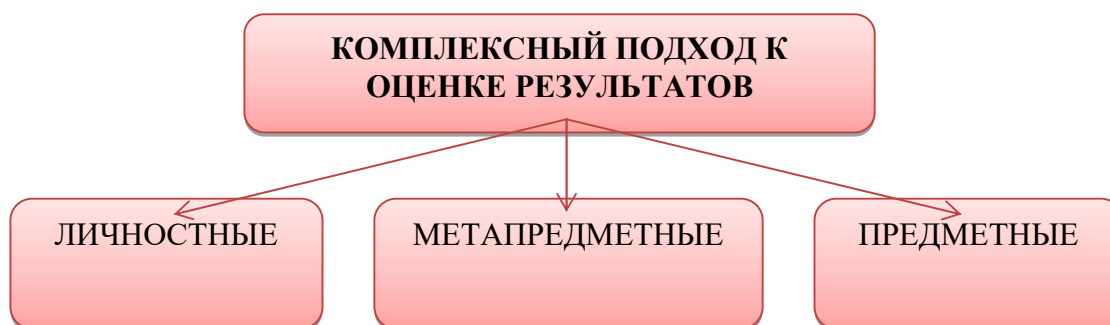 КОМПЛЕКСНЫЙ ПОДХОД К
ОЦЕНКЕ РЕЗУЛЬТАТОВ
ЛИЧНОСТНЫЕ
МЕТАПРЕДМЕТНЫЕ
ПРЕДМЕТНЫЕ